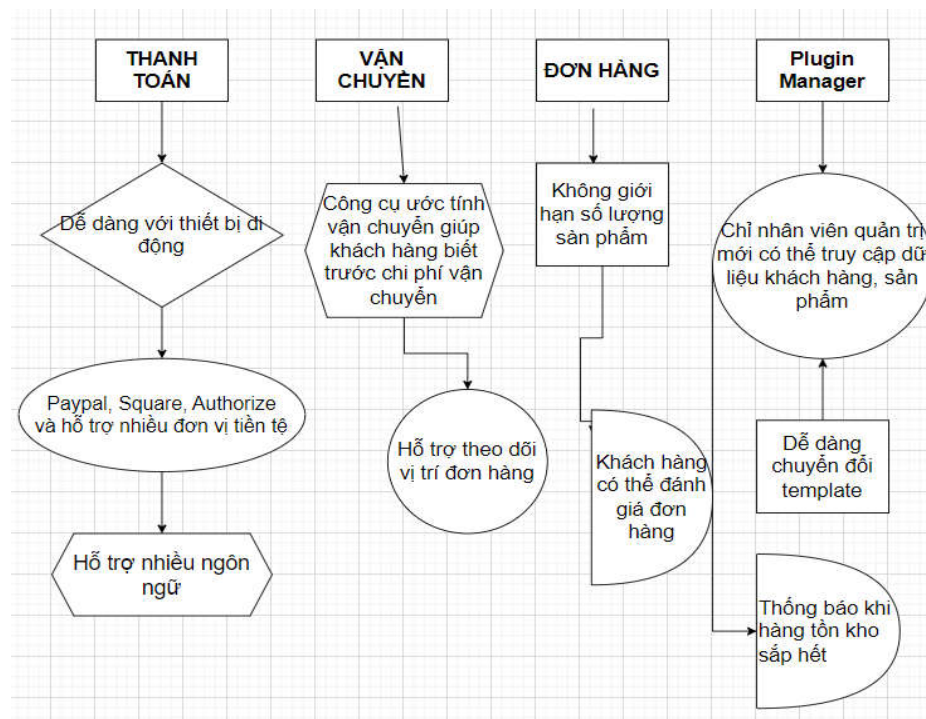 THANH
TOÁN
VẬN
CHUYỂN
ĐƠN HÀNG
Plugin
Manager
Dễ dàng với thiết bị di
động
Công cụ ước tính
vận chuyển giúp
khách hàng biết
trước chi phí vận
chuyển
Không giới
hạn số lượng
sản phẩm
Chỉ nhân viên quản trị
mới có thể truy cập dữ
liệu khách hàng, sản
phẩm
Paypal, Square, Authorize
và hỗ trợ nhiều đơn vị tiền tệ
Hỗ trợ theo dõi
vị trí đơn hàng
Khách hàng
có thể đánh
giá đơn
hàng
Dễ dàng
chuyển đổi
template
Hỗ trợ nhiều ngôn
ngữ
Thống báo khi
hàng tồn kho
sắp hết